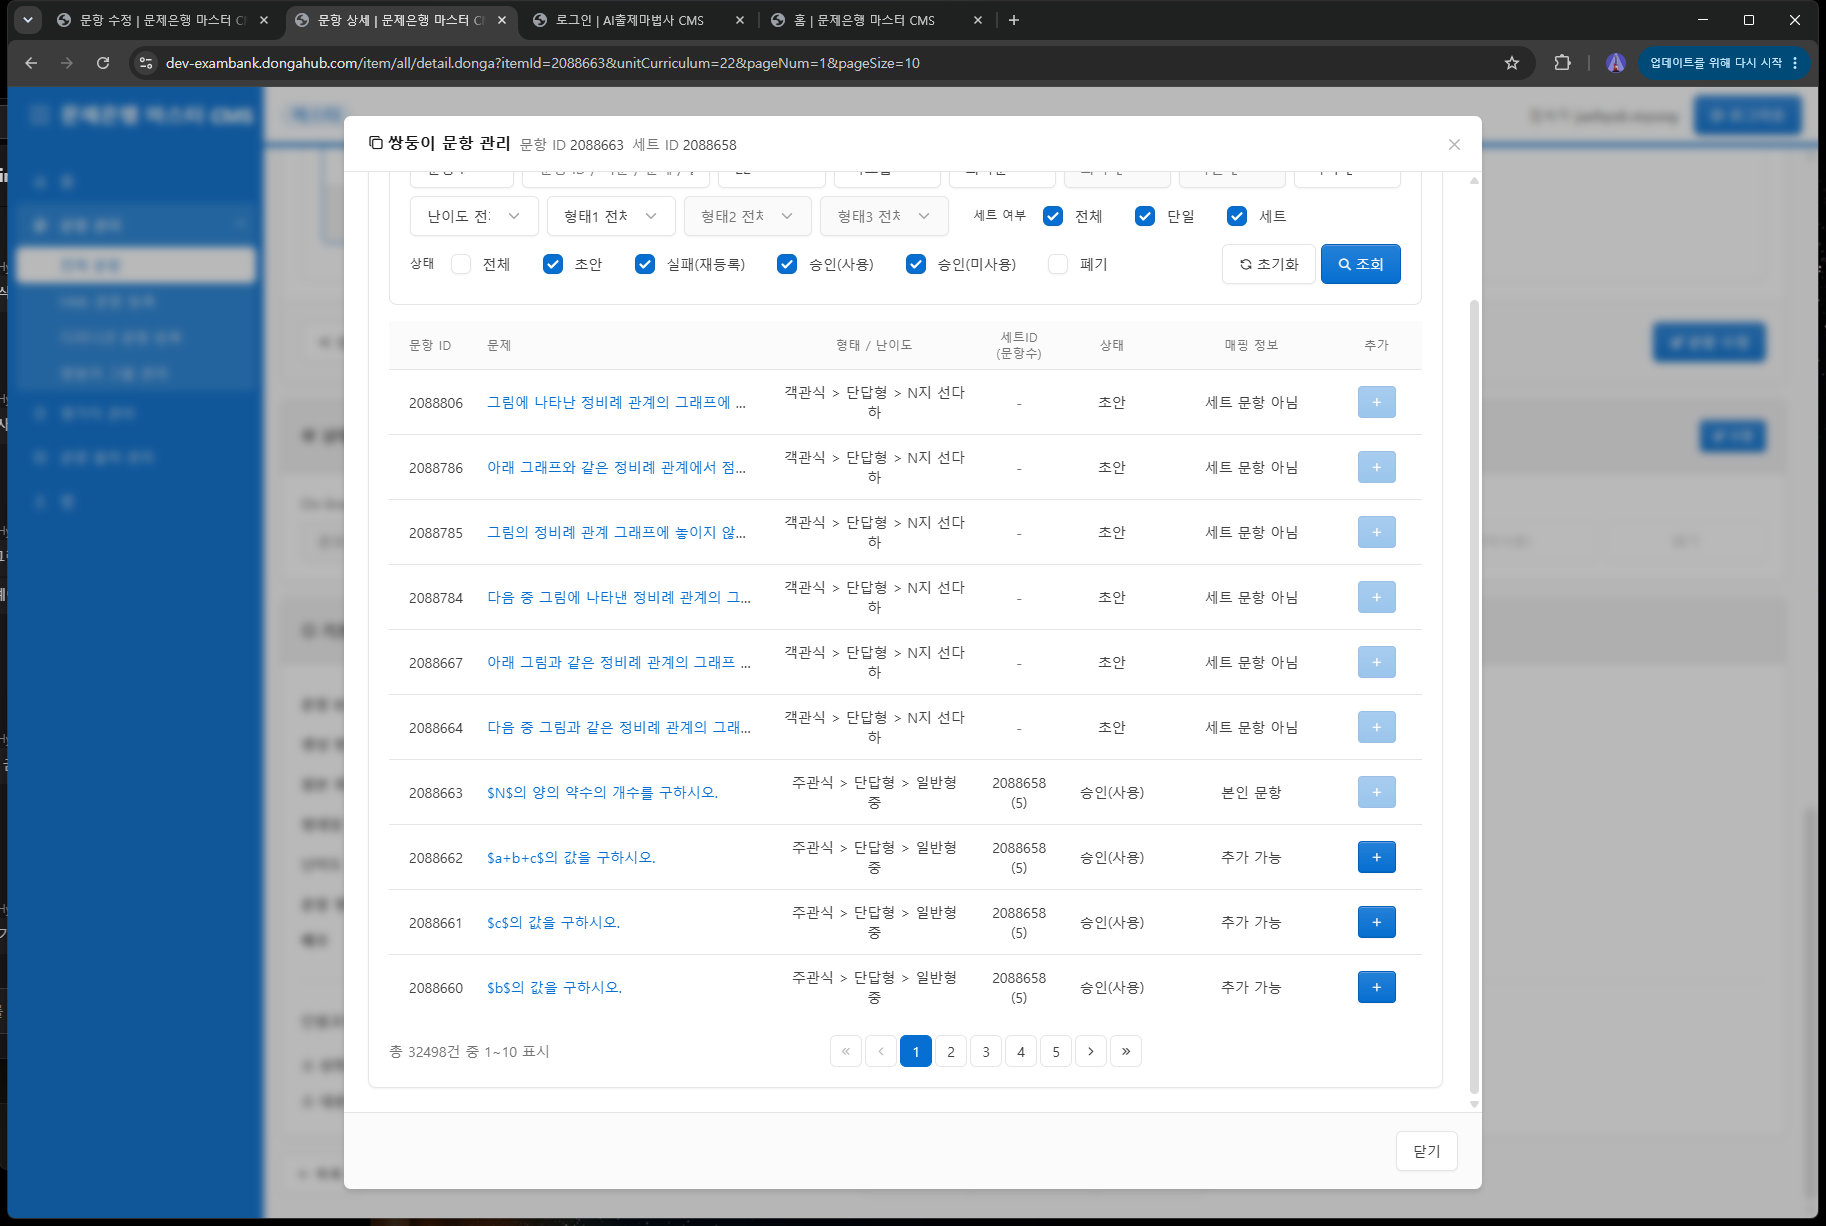 문항 수정 | 문제은행 마스터 C
문항 상세 | 문제은행 마스터 C
로그인 | AI출제마법사 CMS
홈 | 문제은행 마스터 CMS
dev-exambank.dongahub.com/item/all/detail.donga?itemId=2088663&unitCurriculum=22&pageNum=1&pageSize=10
업데이트를 위해 다시 시작
문제은행 마스터 CMS
쌍둥이 문항 관리 문항 ID 2088663 세트 ID 2088658
난이도 전 형태1 전차 형태2 전차 형태3 전차 세트 여부 전체 단일 세트
상태 전체 초안 실패(재등록) 승인(사용) 승인(미사용) 폐기 초기화 조회
문항 ID 문제 형태 / 난이도 세트ID (문항수) 상태 매핑 정보 추가
2088806 그림에 나타난 정비례 관계의 그래프에 ... 객관식 > 단답형 > N지 선다 하 - 초안 세트 문항 아님 +
2088786 아래 그래프와 같은 정비례 관계에서 점... 객관식 > 단답형 > N지 선다 하 - 초안 세트 문항 아님 +
2088785 그림의 정비례 관계 그래프에 놓이지 않... 객관식 > 단답형 > N지 선다 하 - 초안 세트 문항 아님 +
2088784 다음 중 그림에 나타낸 정비례 관계의 그... 객관식 > 단답형 > N지 선다 하 - 초안 세트 문항 아님 +
2088667 아래 그림과 같은 정비례 관계의 그래프 ... 객관식 > 단답형 > N지 선다 하 - 초안 세트 문항 아님 +
2088664 다음 중 그림과 같은 정비례 관계의 그래... 객관식 > 단답형 > N지 선다 하 - 초안 세트 문항 아님 +
2088663 $N$의 양의 약수의 개수를 구하시오. 주관식 > 단답형 > 일반형 중 2088658 (5) 승인(사용) 본인 문항 +
2088662 $a+b+c$의 값을 구하시오. 주관식 > 단답형 > 일반형 중 2088658 (5) 승인(사용) 추가 가능 +
2088661 $c$의 값을 구하시오. 주관식 > 단답형 > 일반형 중 2088658 (5) 승인(사용) 추가 가능 +
2088660 $b$의 값을 구하시오. 주관식 > 단답형 > 일반형 중 2088658 (5) 승인(사용) 추가 가능 +
총 32498건 중 1~10 표시 « ‹ 1 2 3 4 5 › »
닫기